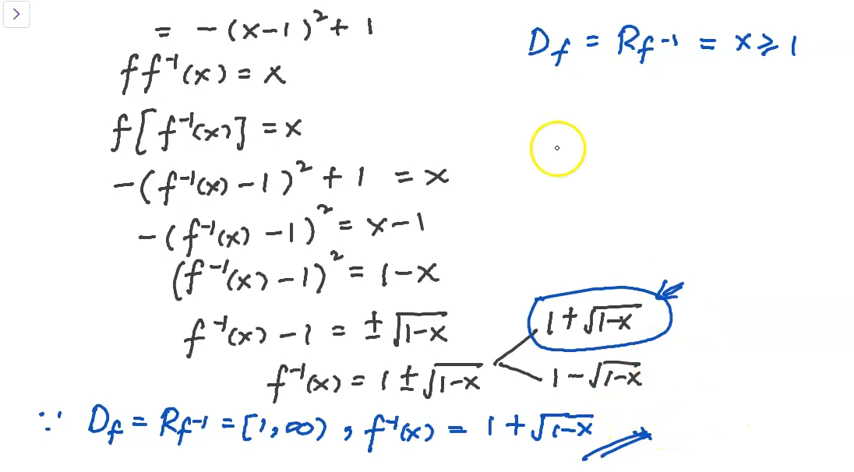 = -(x-1)² + 1
D_f = R_f⁻¹ = x ⩾ 1
f f⁻¹(x) = x
f[f⁻¹(x)] = x
-(f⁻¹(x) - 1)² + 1 = x
-(f⁻¹(x) - 1)² = x - 1
(f⁻¹(x) - 1)² = 1 - x
1 + √(1-x)
f⁻¹(x) - 1 = ± √(1-x)
f⁻¹(x) = 1 ± √(1-x)
1 - √(1-x)
∵ D_f = R_f⁻¹ = [1, ∞), f⁻¹(x) = 1 + √(1-x)